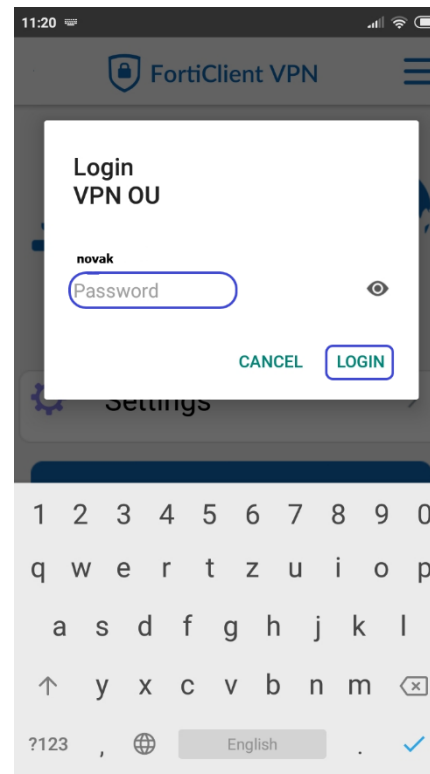 11:20
FortiClient VPN
Login
VPN OU
novak
Password
CANCEL LOGIN
Settings
1 2 3 4 5 6 7 8 9 0
q w e r t z u i o p
a s d f g h j k l
y x c v b n m
?123 , English .